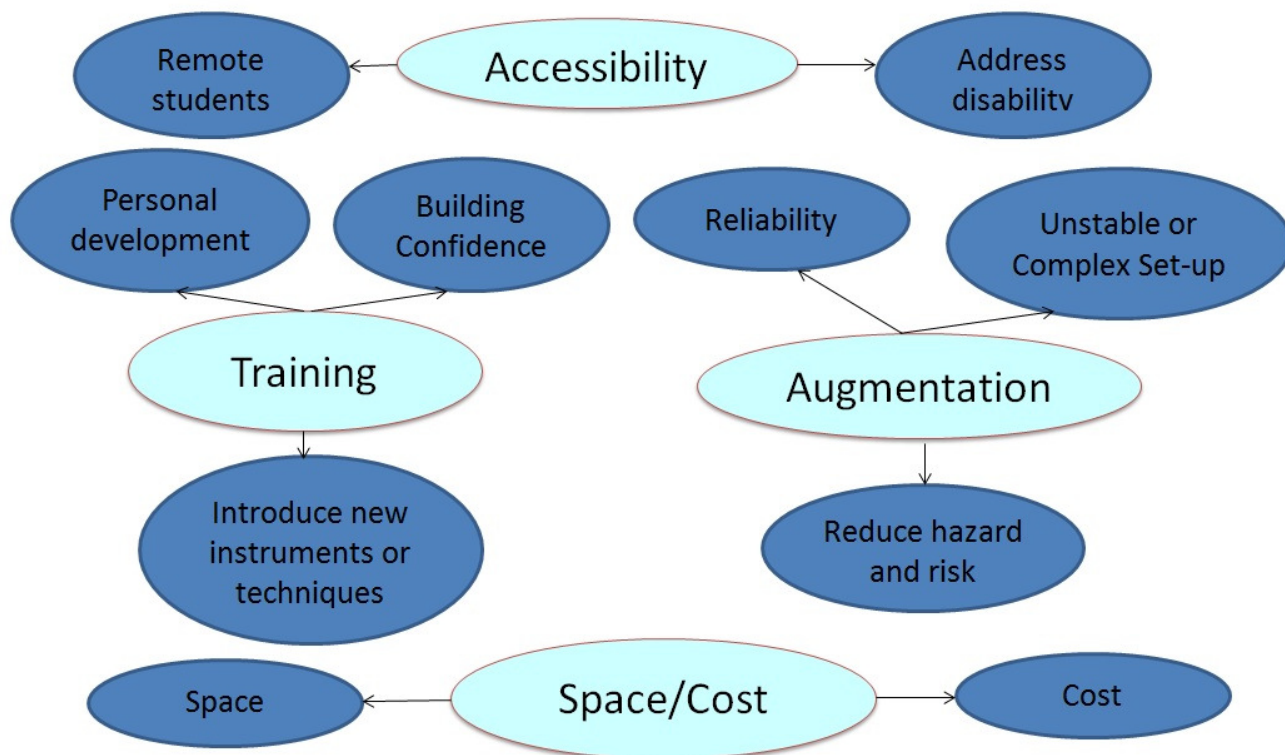 Remote
students
Accessibility
Address
disability
Personal
development
Building
Confidence
Reliability
Unstable or
Complex Set-up
Training
Augmentation
Introduce new
instruments or
techniques
Reduce hazard
and risk
Space
Space/Cost
Cost